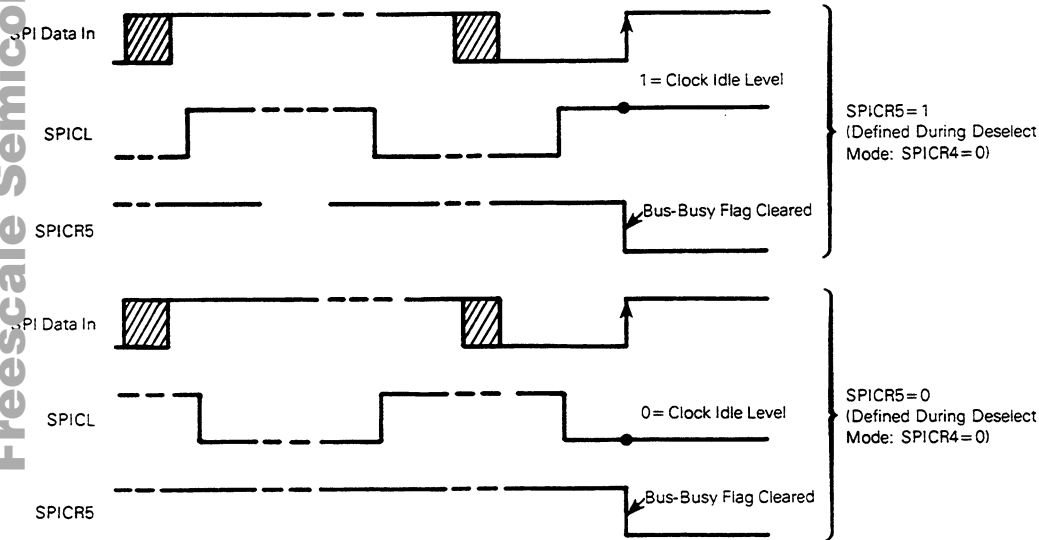 Freescale Semicon
SPI Data In
1 = Clock Idle Level
SPICL
SPICR5=1
(Defined During Deselect
Mode: SPICR4=0)
Bus-Busy Flag Cleared
SPICR5
SPI Data In
SPICL
0= Clock Idle Level
SPICR5=0
(Defined During Deselect
Mode: SPICR4=0)
Bus-Busy Flag Cleared
SPICR5